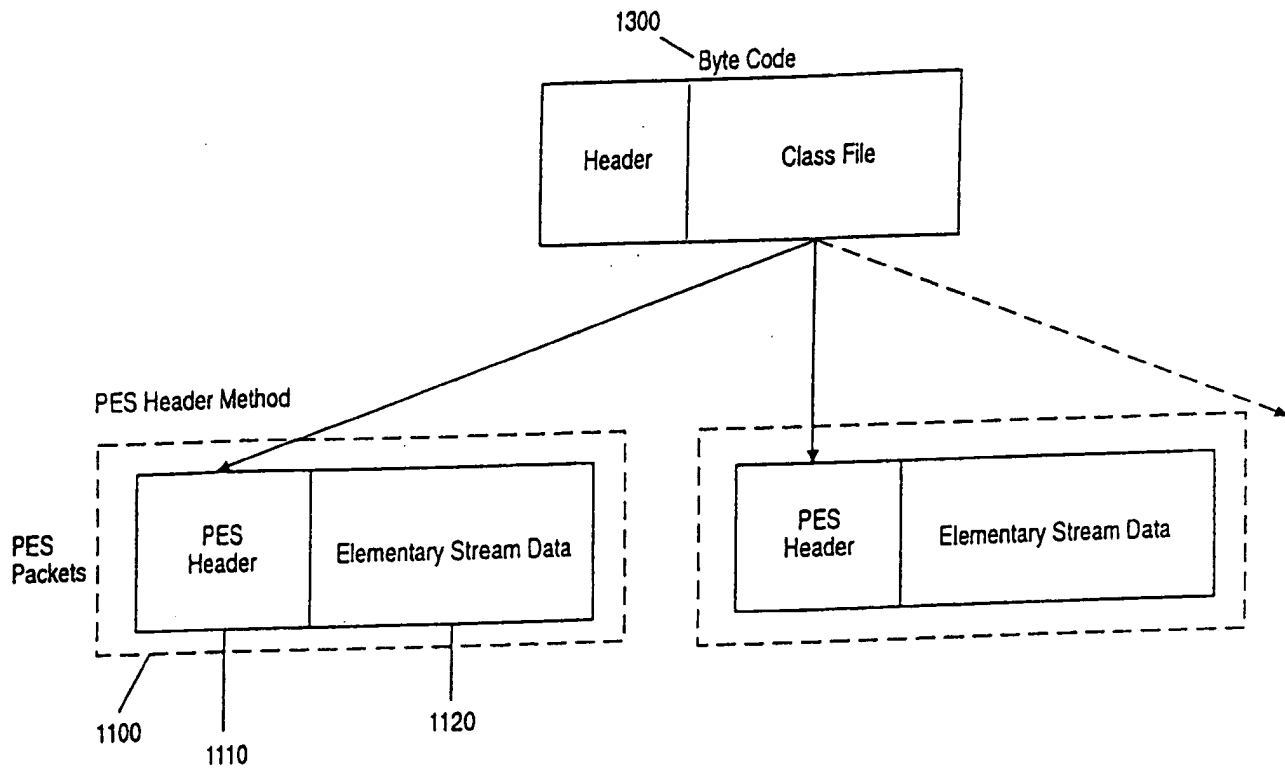 1300
Byte Code
Header
Class File
PES Header Method
PES
Packets
PES
Header
Elementary Stream Data
PES
Header
Elementary Stream Data
1100
1110
1120